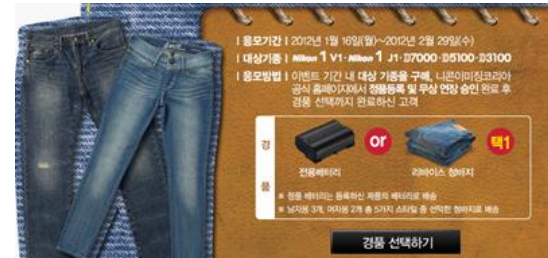 | 응모기간 | 2012년 1월 16일(월)~2012년 2월 29일(수)
| 대상기종 | Nikon 1 V1 · Nikon 1 J1 · D7000 · D5100 · D3100
| 응모방법 | 이벤트 기간 내 대상 기종을 구매, 니콘이미징코리아
공식 홈페이지에서 정품등록 및 무상 연장 승인 완료 후
경품 선택까지 완료하신 고객
경품
or
택1
전용배터리
리바이스 청바지
※ 정품 배터리는 등록하신 제품의 배터리로 배송
※ 남자용 3개, 여자용 2개 총 5가지 스타일 중 선택한 청바지로 배송
경품 선택하기